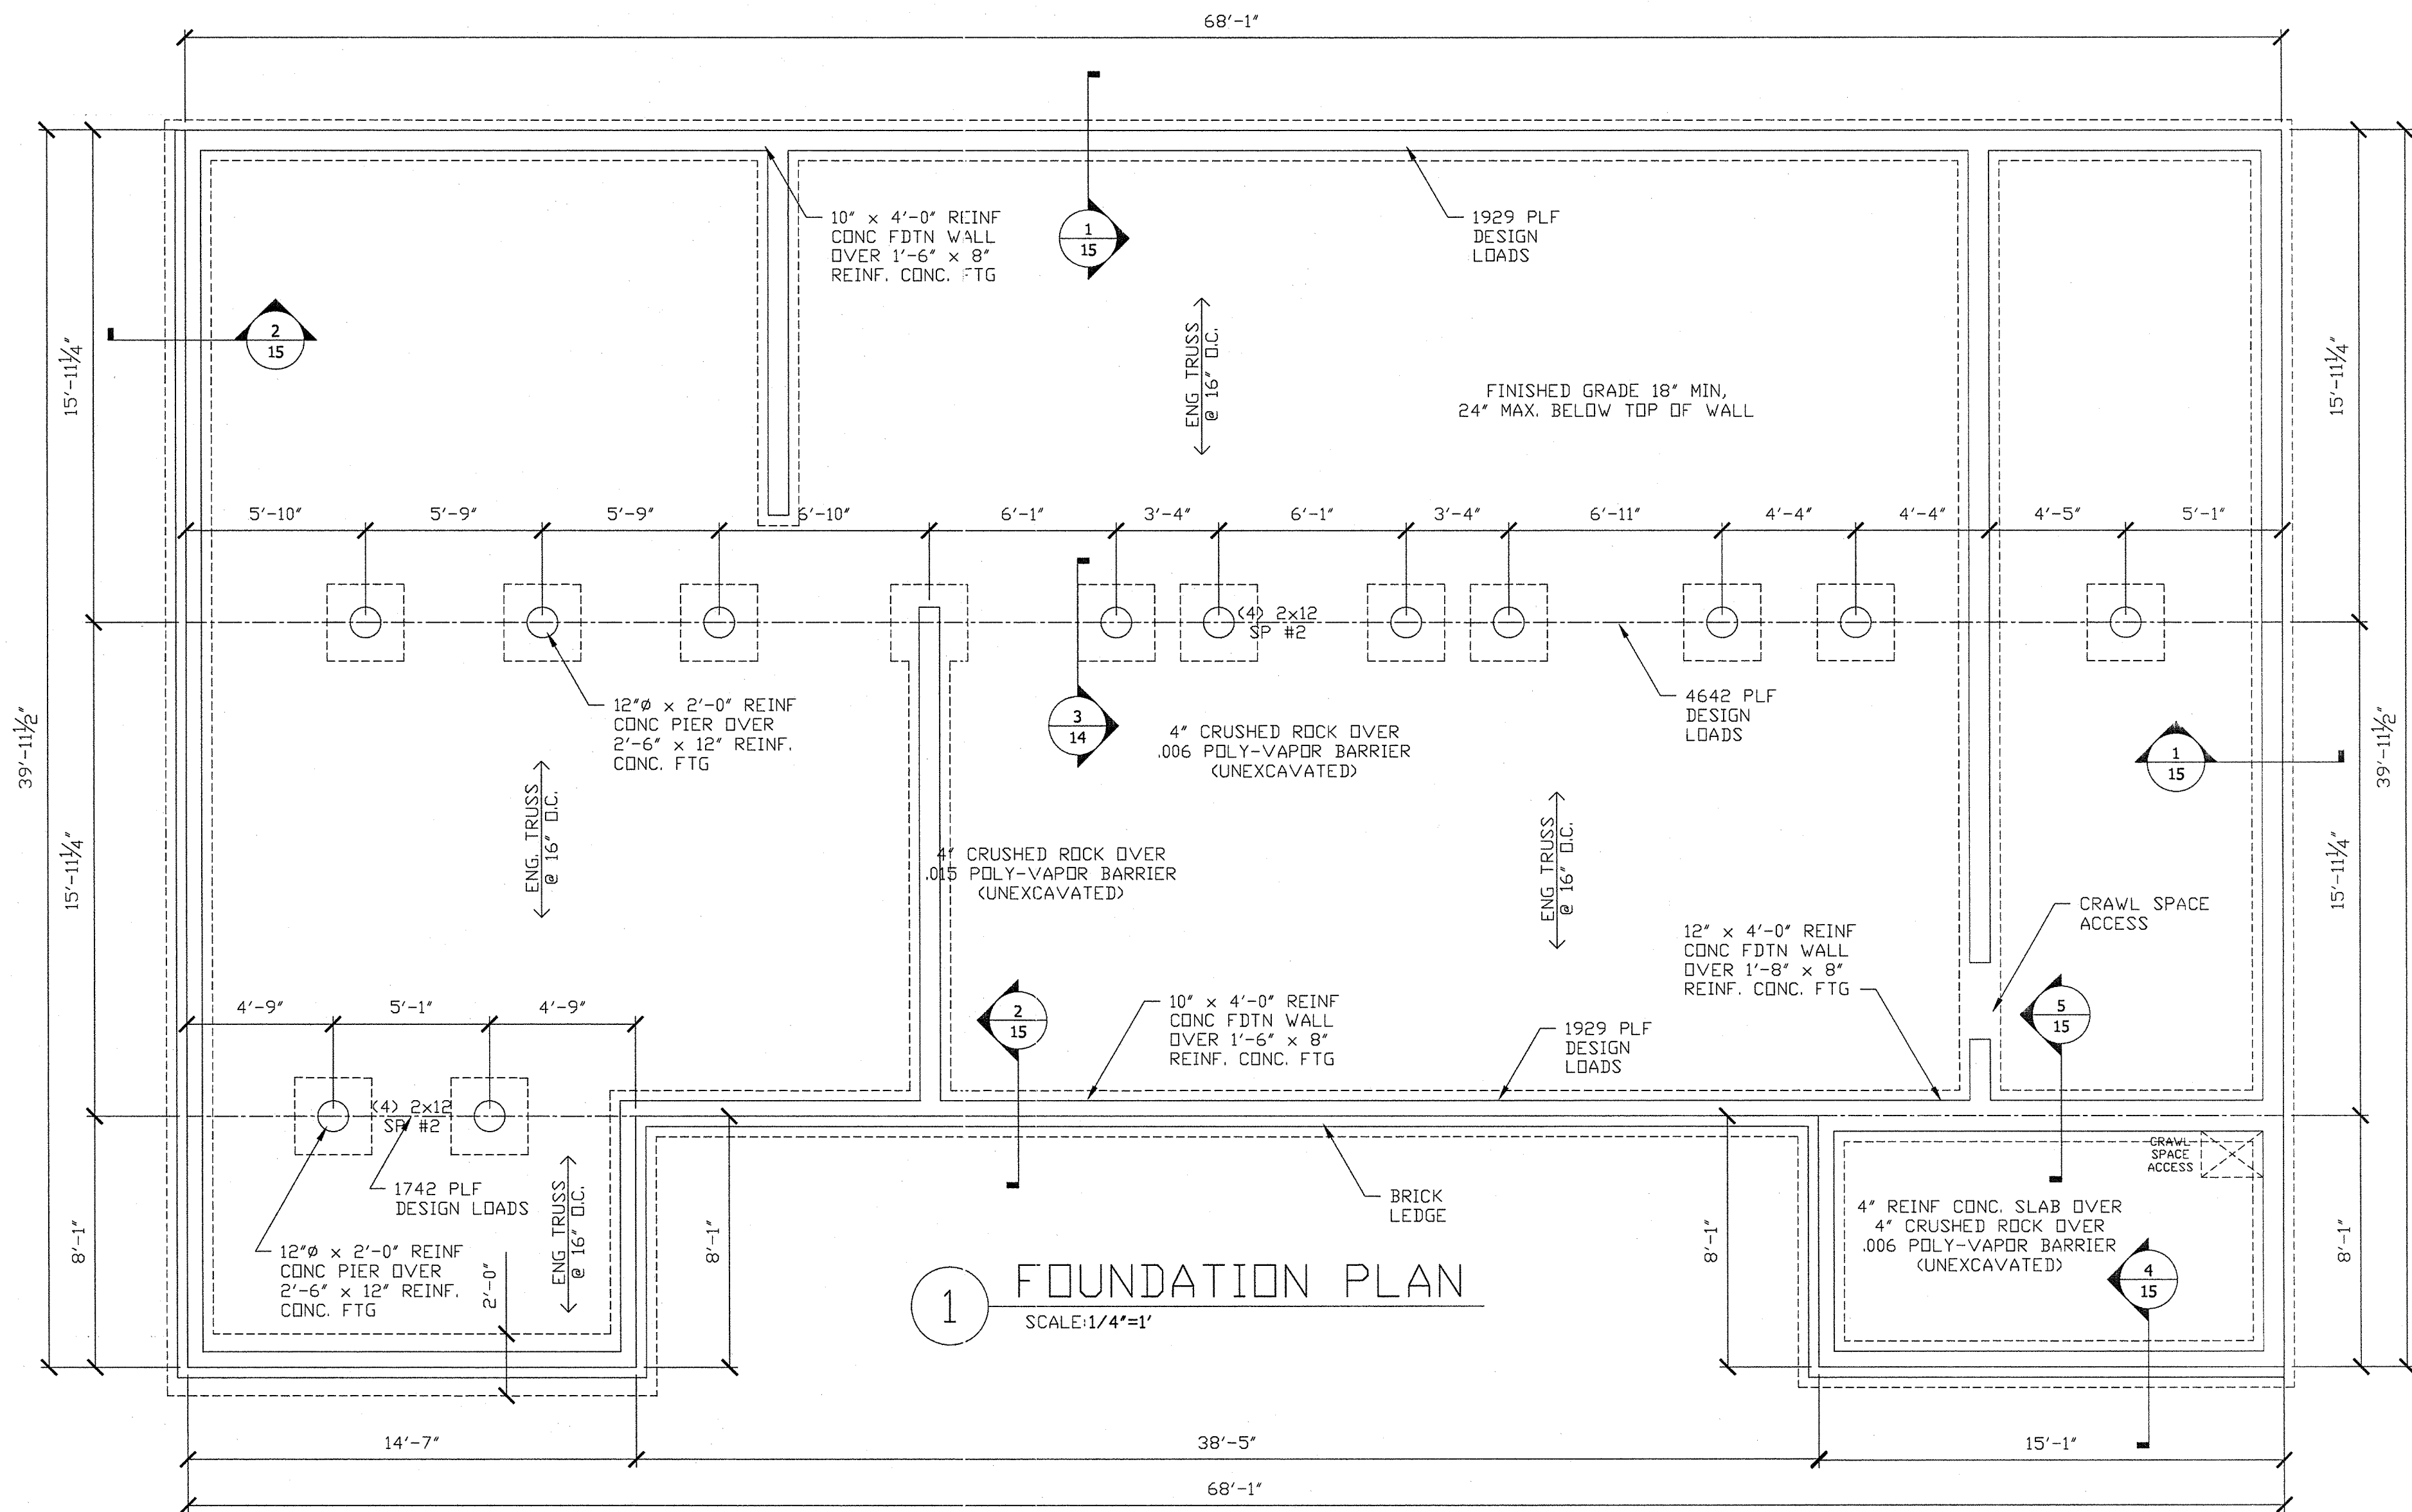 68'-1"
10" x 4'-0" REINF
CONC FDTN WALL
OVER 1'-6" x 8"
REINF. CONC. FTG
1
15
1929 PLF
DESIGN
LOADS
2
15
15'-11¼"
ENG TRUSS
@ 16" O.C.
FINISHED GRADE 18" MIN,
24" MAX. BELOW TOP OF WALL
15'-11¼"
5'-10"
5'-9"
5'-9"
6'-10"
6'-1"
3'-4"
6'-1"
3'-4"
6'-11"
4'-4"
4'-4"
4'-5"
5'-1"
(4) 2x12
SP #2
39'-11½"
12"ø x 2'-0" REINF
CONC PIER OVER
2'-6" x 12" REINF.
CONC. FTG
3
14
4" CRUSHED ROCK OVER
.006 POLY-VAPOR BARRIER
(UNEXCAVATED)
4642 PLF
DESIGN
LOADS
1
15
39'-11½"
15'-11¼"
ENG. TRUSS
@ 16" O.C.
4" CRUSHED ROCK OVER
.015 POLY-VAPOR BARRIER
(UNEXCAVATED)
ENG TRUSS
@ 16" O.C.
15'-11¼"
CRAWL SPACE
ACCESS
12" x 4'-0" REINF
CONC FDTN WALL
OVER 1'-8" x 8"
REINF. CONC. FTG
4'-9"
5'-1"
4'-9"
2
15
10" x 4'-0" REINF
CONC FDTN WALL
OVER 1'-6" x 8"
REINF. CONC. FTG
1929 PLF
DESIGN
LOADS
5
15
(4) 2x12
SP #2
CRAWL
SPACE
ACCESS
1742 PLF
DESIGN LOADS
ENG TRUSS
@ 16" O.C.
BRICK
LEDGE
4" REINF CONC. SLAB OVER
4" CRUSHED ROCK OVER
.006 POLY-VAPOR BARRIER
(UNEXCAVATED)
8'-1"
12"ø x 2'-0" REINF
CONC PIER OVER
2'-6" x 12" REINF.
CONC. FTG
2'-0"
8'-1"
8'-1"
8'-1"
4
15
1
FOUNDATION PLAN
SCALE:1/4"=1'
14'-7"
38'-5"
15'-1"
68'-1"